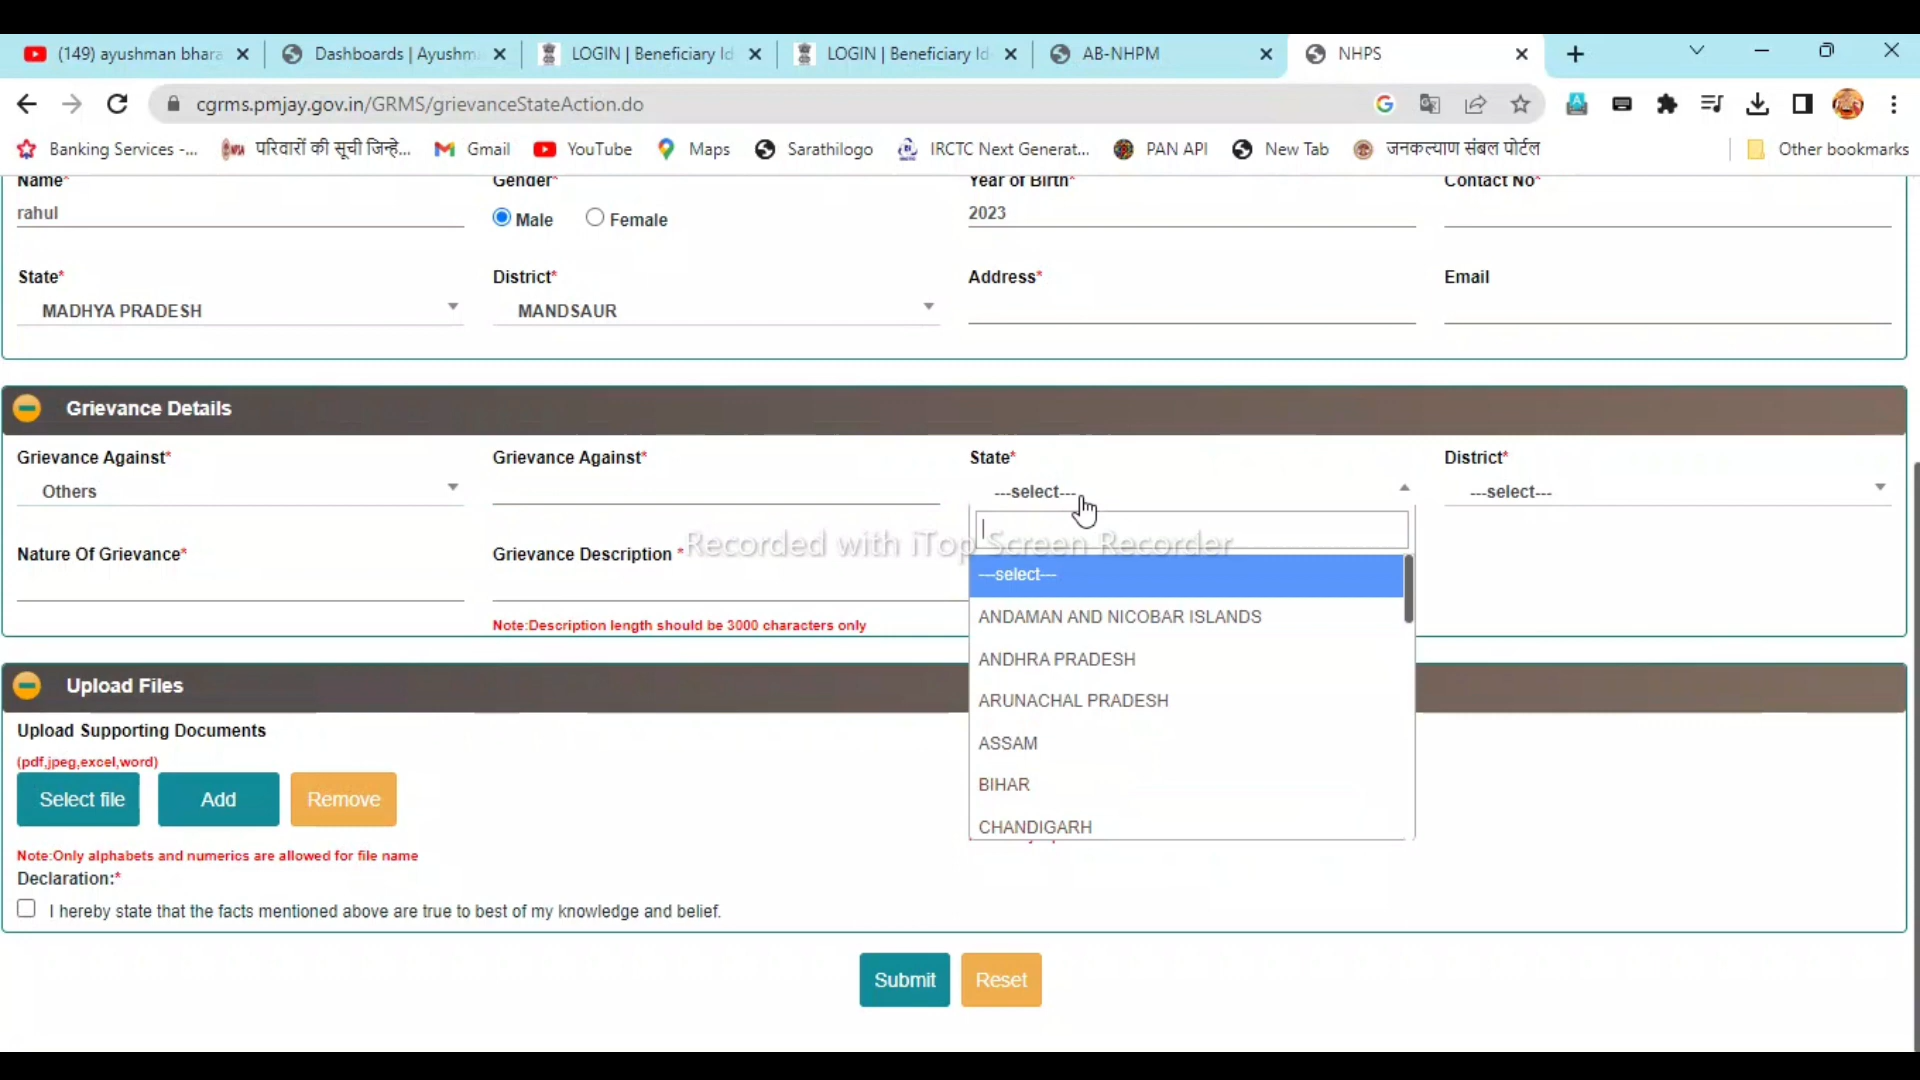 (149) ayushman bhara
Dashboards | Ayushma
LOGIN | Beneficiary Id
LOGIN | Beneficiary Id
AB-NHPM
NHPS
cgrms.pmjay.gov.in/GRMS/grievanceStateAction.do
Banking Services -...
परिवारों की सूची जिन्हे...
Gmail
YouTube
Maps
Sarathilogo
IRCTC Next Generat...
PAN API
New Tab
जनकल्याण संबल पोर्टल
Other bookmarks
Name*
Gender*
Year of Birth*
Contact No*
rahul
Male
Female
2023
State*
District*
Address*
Email
MADHYA PRADESH
MANDSAUR
Grievance Details
Grievance Against*
Grievance Against*
State*
District*
Others
---select---
---select---
Nature Of Grievance*
Grievance Description *
Recorded with iTop Screen Recorder
---select---
ANDAMAN AND NICOBAR ISLANDS
ANDHRA PRADESH
ARUNACHAL PRADESH
ASSAM
BIHAR
CHANDIGARH
Note:Description length should be 3000 characters only
Upload Files
Upload Supporting Documents
(pdf,jpeg,excel,word)
Select file
Add
Remove
Note:Only alphabets and numerics are allowed for file name
Declaration:*
I hereby state that the facts mentioned above are true to best of my knowledge and belief.
Submit
Reset